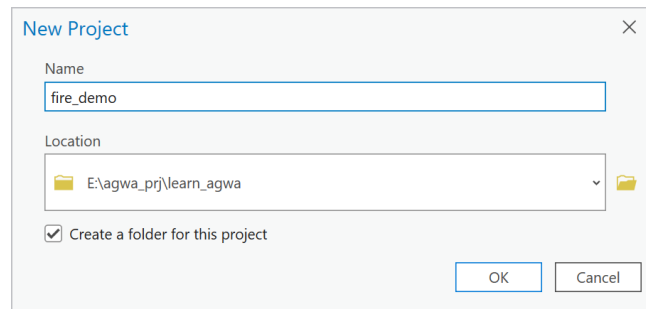 New Project
Name
fire_demo
Location
E:\agwa_prj\learn_agwa
Create a folder for this project
OK Cancel